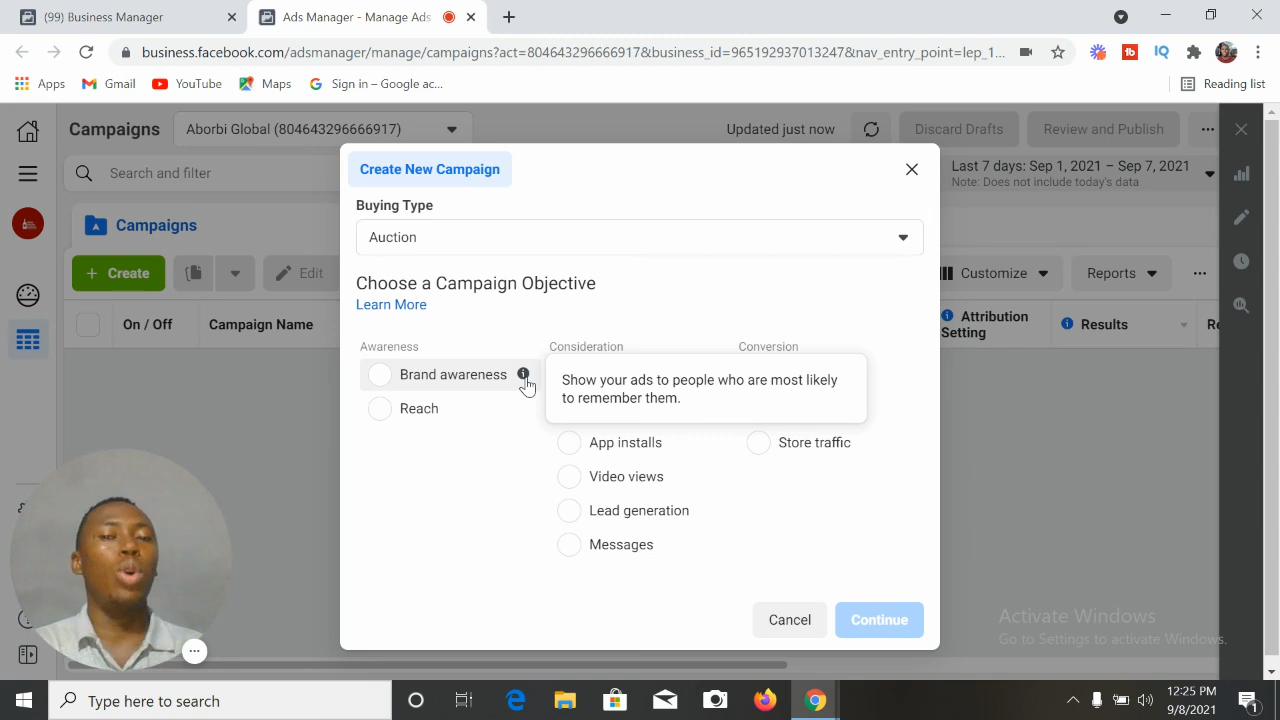 (99) Business Manager
Ads Manager - Manage Ads
business.facebook.com/adsmanager/manage/campaigns?act=804643296666917&business_id=965192937013247&nav_entry_point=lep_1...
Apps
Gmail
YouTube
Maps
Sign in – Google ac...
Reading list
Campaigns
Aborbi Global (804643296666917)
Updated just now
Discard Drafts
Review and Publish
Search and filter
Last 7 days: Sep 1, 2021 – Sep 7, 2021
Note: Does not include today's data
Campaigns
+ Create
Edit
Customize
Reports
On / Off
Campaign Name
Attribution
Setting
Results
Re
Create New Campaign
Buying Type
Auction
Choose a Campaign Objective
Learn More
Awareness
Consideration
Conversion
Brand awareness
Reach
Show your ads to people who are most likely
to remember them.
App installs
Store traffic
Video views
Lead generation
Messages
Cancel
Continue
Activate Windows
Go to Settings to activate Windows.
Type here to search
12:25 PM
9/8/2021
1